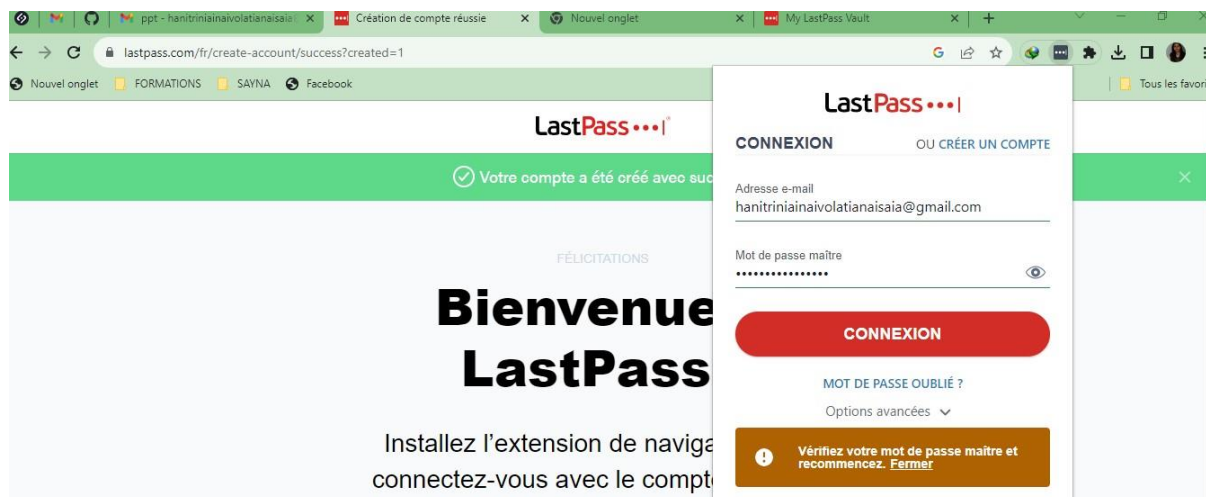 ppt - hanitriniainaivolatianaisaia
Création de compte réussie
Nouvel onglet
My LastPass Vault
lastpass.com/fr/create-account/success?created=1
Nouvel onglet
FORMATIONS
SAYNA
Facebook
Tous les favori
LastPass
Votre compte a été créé avec suc
FÉLICITATIONS
Bienvenue
LastPass
Installez l'extension de naviga
connectez-vous avec le compt
LastPass
CONNEXION
OU CRÉER UN COMPTE
Adresse e-mail
hanitriniainaivolatianaisaia@gmail.com
Mot de passe maître
••••••••••••••••
CONNEXION
MOT DE PASSE OUBLIÉ ?
Options avancées
Vérifiez votre mot de passe maître et
recommencez. Fermer